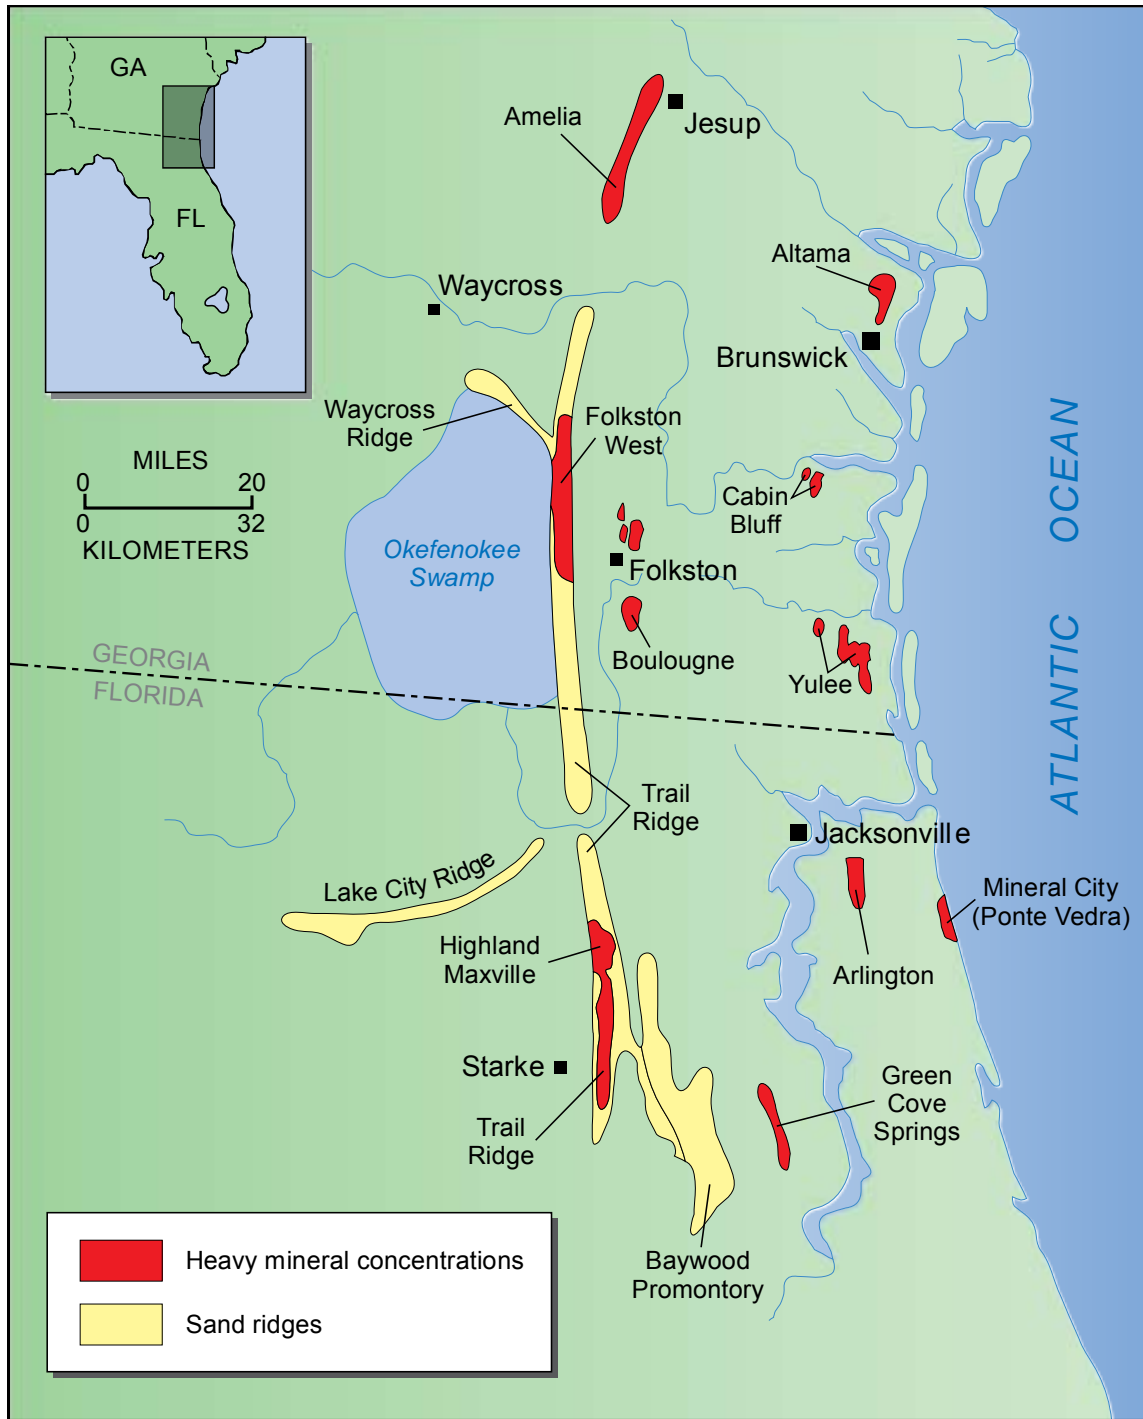 GA
FL
Amelia
Jesup
Altama
Waycross
Brunswick
Waycross
Ridge
Folkston
West
MILES
0 20
0 32
KILOMETERS
Cabin
Bluff
Okefenokee
Swamp
Folkston
ATLANTIC OCEAN
GEORGIA
FLORIDA
Boulougne
Yulee
Trail
Ridge
Jacksonville
Lake City Ridge
Mineral City
(Ponte Vedra)
Highland
Maxville
Arlington
Starke
Green
Cove
Springs
Trail
Ridge
Baywood
Promontory
Heavy mineral concentrations
Sand ridges